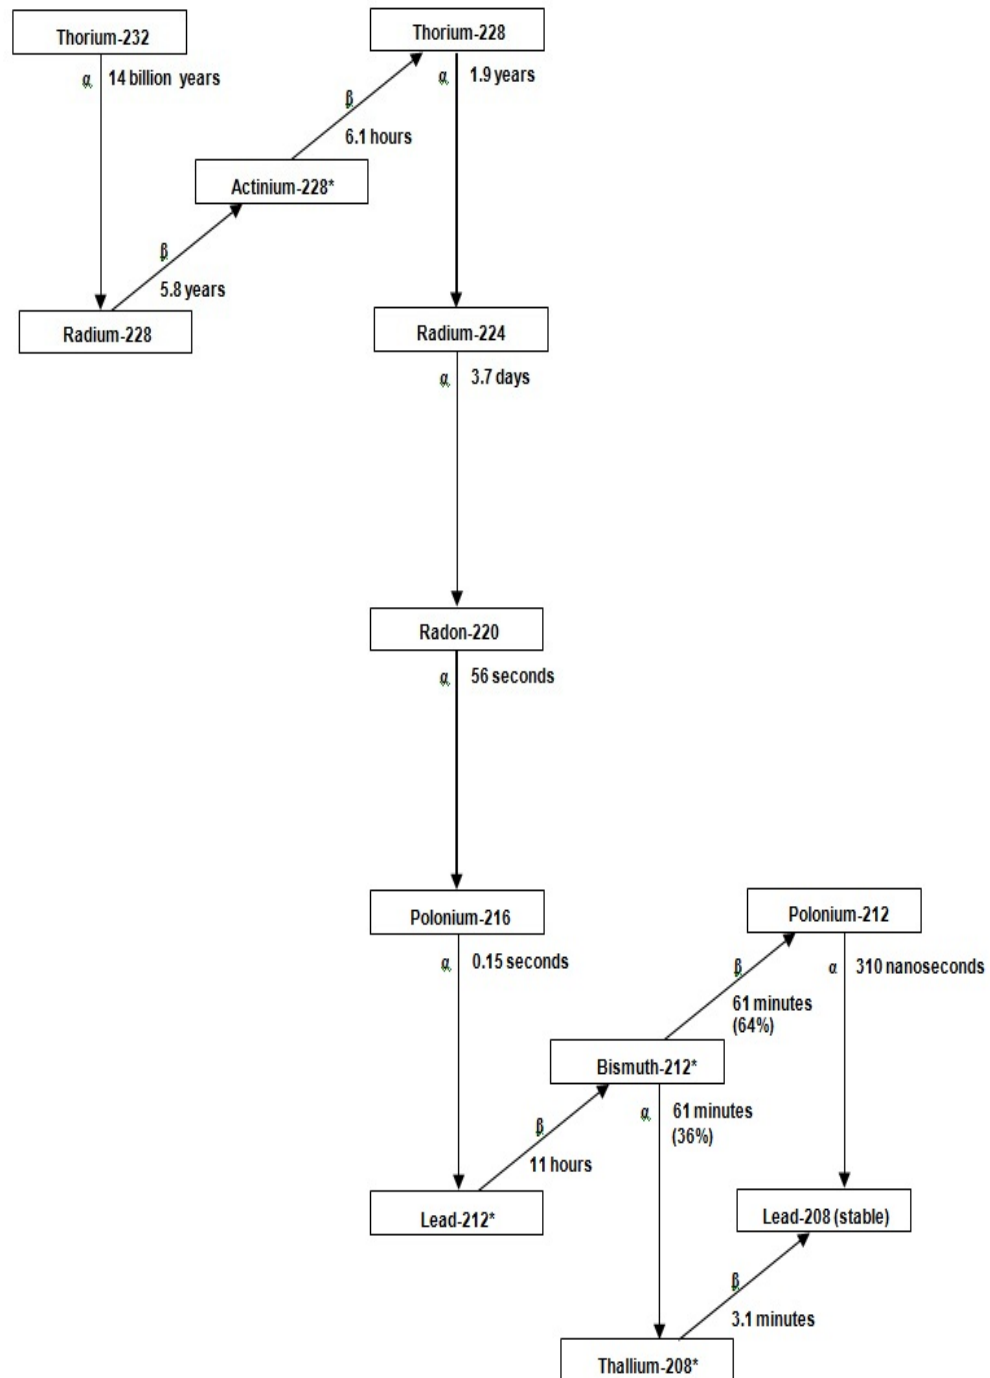 Thorium-232
α 14 billion years
Thorium-228
α 1.9 years
β
6.1 hours
Actinium-228*
β
5.8 years
Radium-228
Radium-224
α 3.7 days
Radon-220
α 56 seconds
Polonium-216
α 0.15 seconds
Polonium-212
α 310 nanoseconds
β
61 minutes
(64%)
Bismuth-212*
α 61 minutes
(36%)
β
11 hours
Lead-212*
Lead-208 (stable)
β
3.1 minutes
Thallium-208*